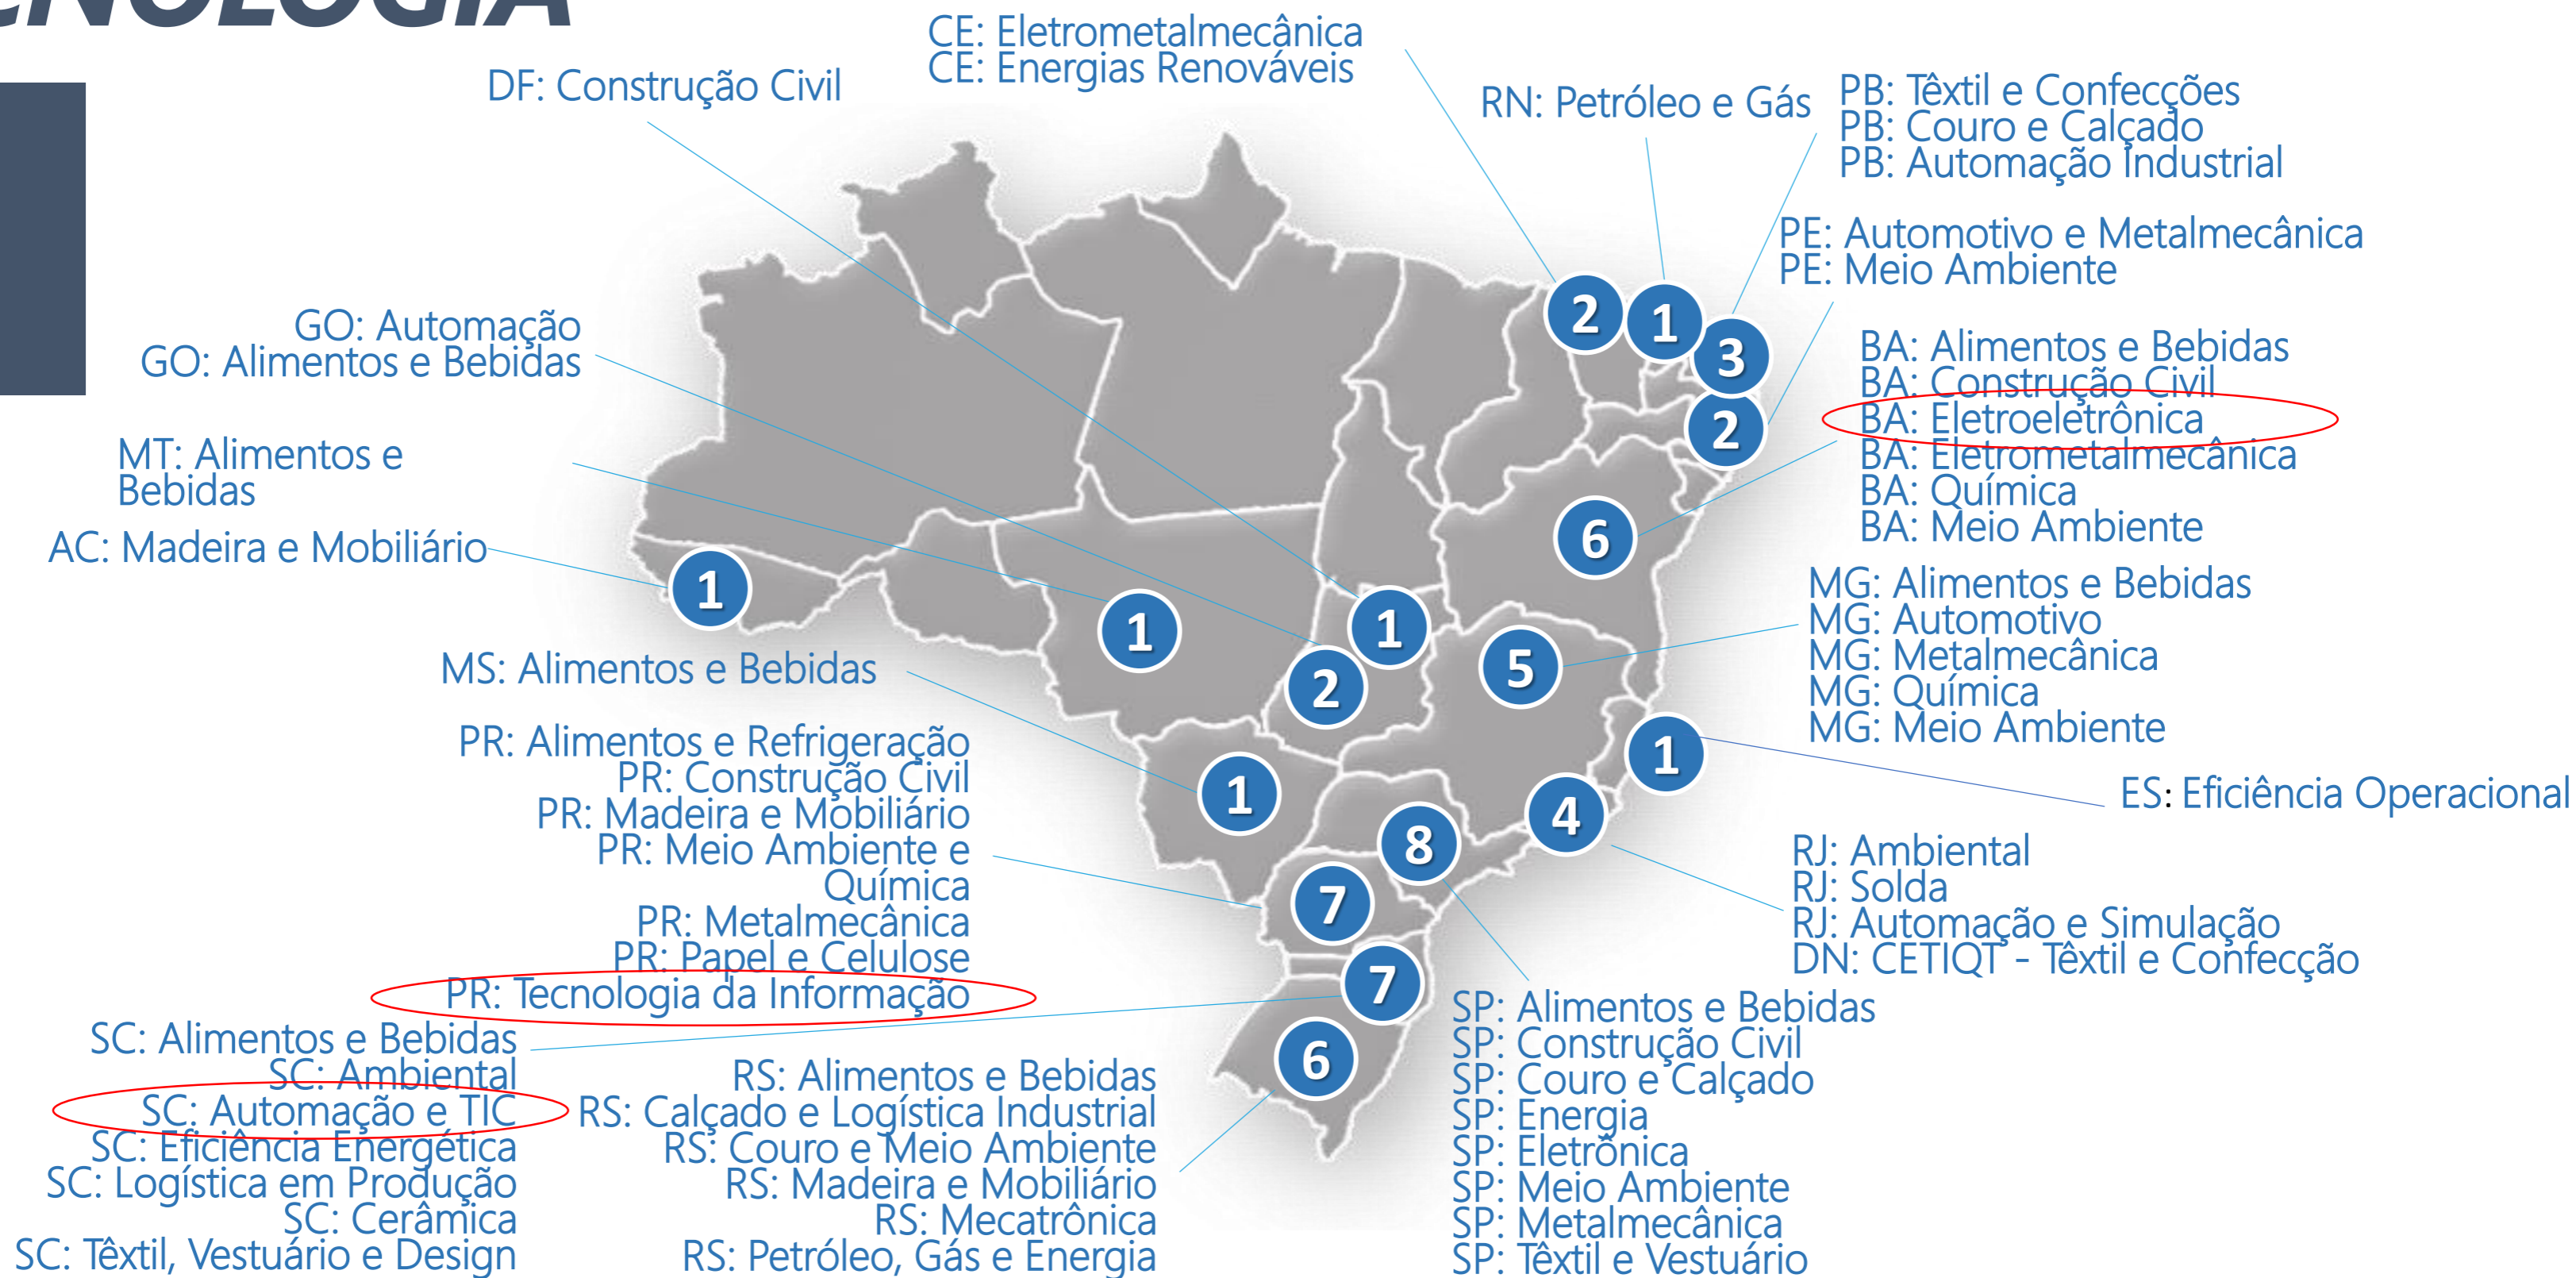 CE: Eletrometalmecânica
CE: Energias Renováveis
DF: Construção Civil
RN: Petróleo e Gás
PB: Têxtil e Confecções
PB: Couro e Calçado
PB: Automação Industrial
PE: Automotivo e Metalmecânica
PE: Meio Ambiente
GO: Automação
GO: Alimentos e Bebidas
BA: Alimentos e Bebidas
BA: Construção Civil
BA: Eletroeletrônica
BA: Eletrometalmecânica
BA: Química
BA: Meio Ambiente
MT: Alimentos e
Bebidas
AC: Madeira e Mobiliário
MG: Alimentos e Bebidas
MG: Automotivo
MG: Metalmecânica
MG: Química
MG: Meio Ambiente
MS: Alimentos e Bebidas
ES: Eficiência Operacional
PR: Alimentos e Refrigeração
PR: Construção Civil
PR: Madeira e Mobiliário
PR: Meio Ambiente e
Química
PR: Metalmecânica
PR: Papel e Celulose
PR: Tecnologia da Informação
RJ: Ambiental
RJ: Solda
RJ: Automação e Simulação
DN: CETIQT - Têxtil e Confecção
SC: Alimentos e Bebidas
SC: Ambiental
SC: Automação e TIC
SC: Eficiência Energética
SC: Logística em Produção
SC: Cerâmica
SC: Têxtil, Vestuário e Design
RS: Alimentos e Bebidas
RS: Calçado e Logística Industrial
RS: Couro e Meio Ambiente
RS: Madeira e Mobiliário
RS: Mecatrônica
RS: Petróleo, Gás e Energia
SP: Alimentos e Bebidas
SP: Construção Civil
SP: Couro e Calçado
SP: Energia
SP: Eletrônica
SP: Meio Ambiente
SP: Metalmecânica
SP: Têxtil e Vestuário
2
1
3
2
6
1
1
1
2
5
1
1
4
8
7
7
6